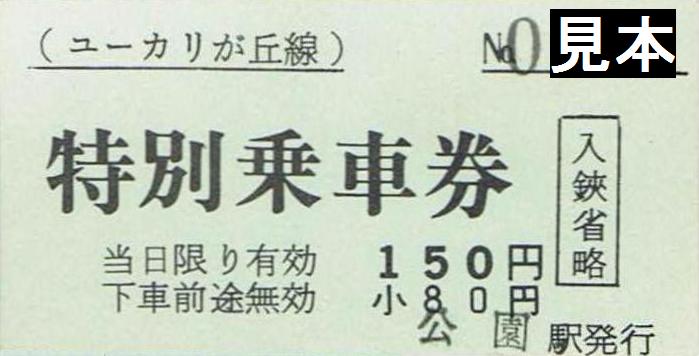 （ユーカリが丘線）
№0 見本
特別乗車券
入鋏省略
当日限り有効 150円
下車前途無効 小80円
公園駅発行